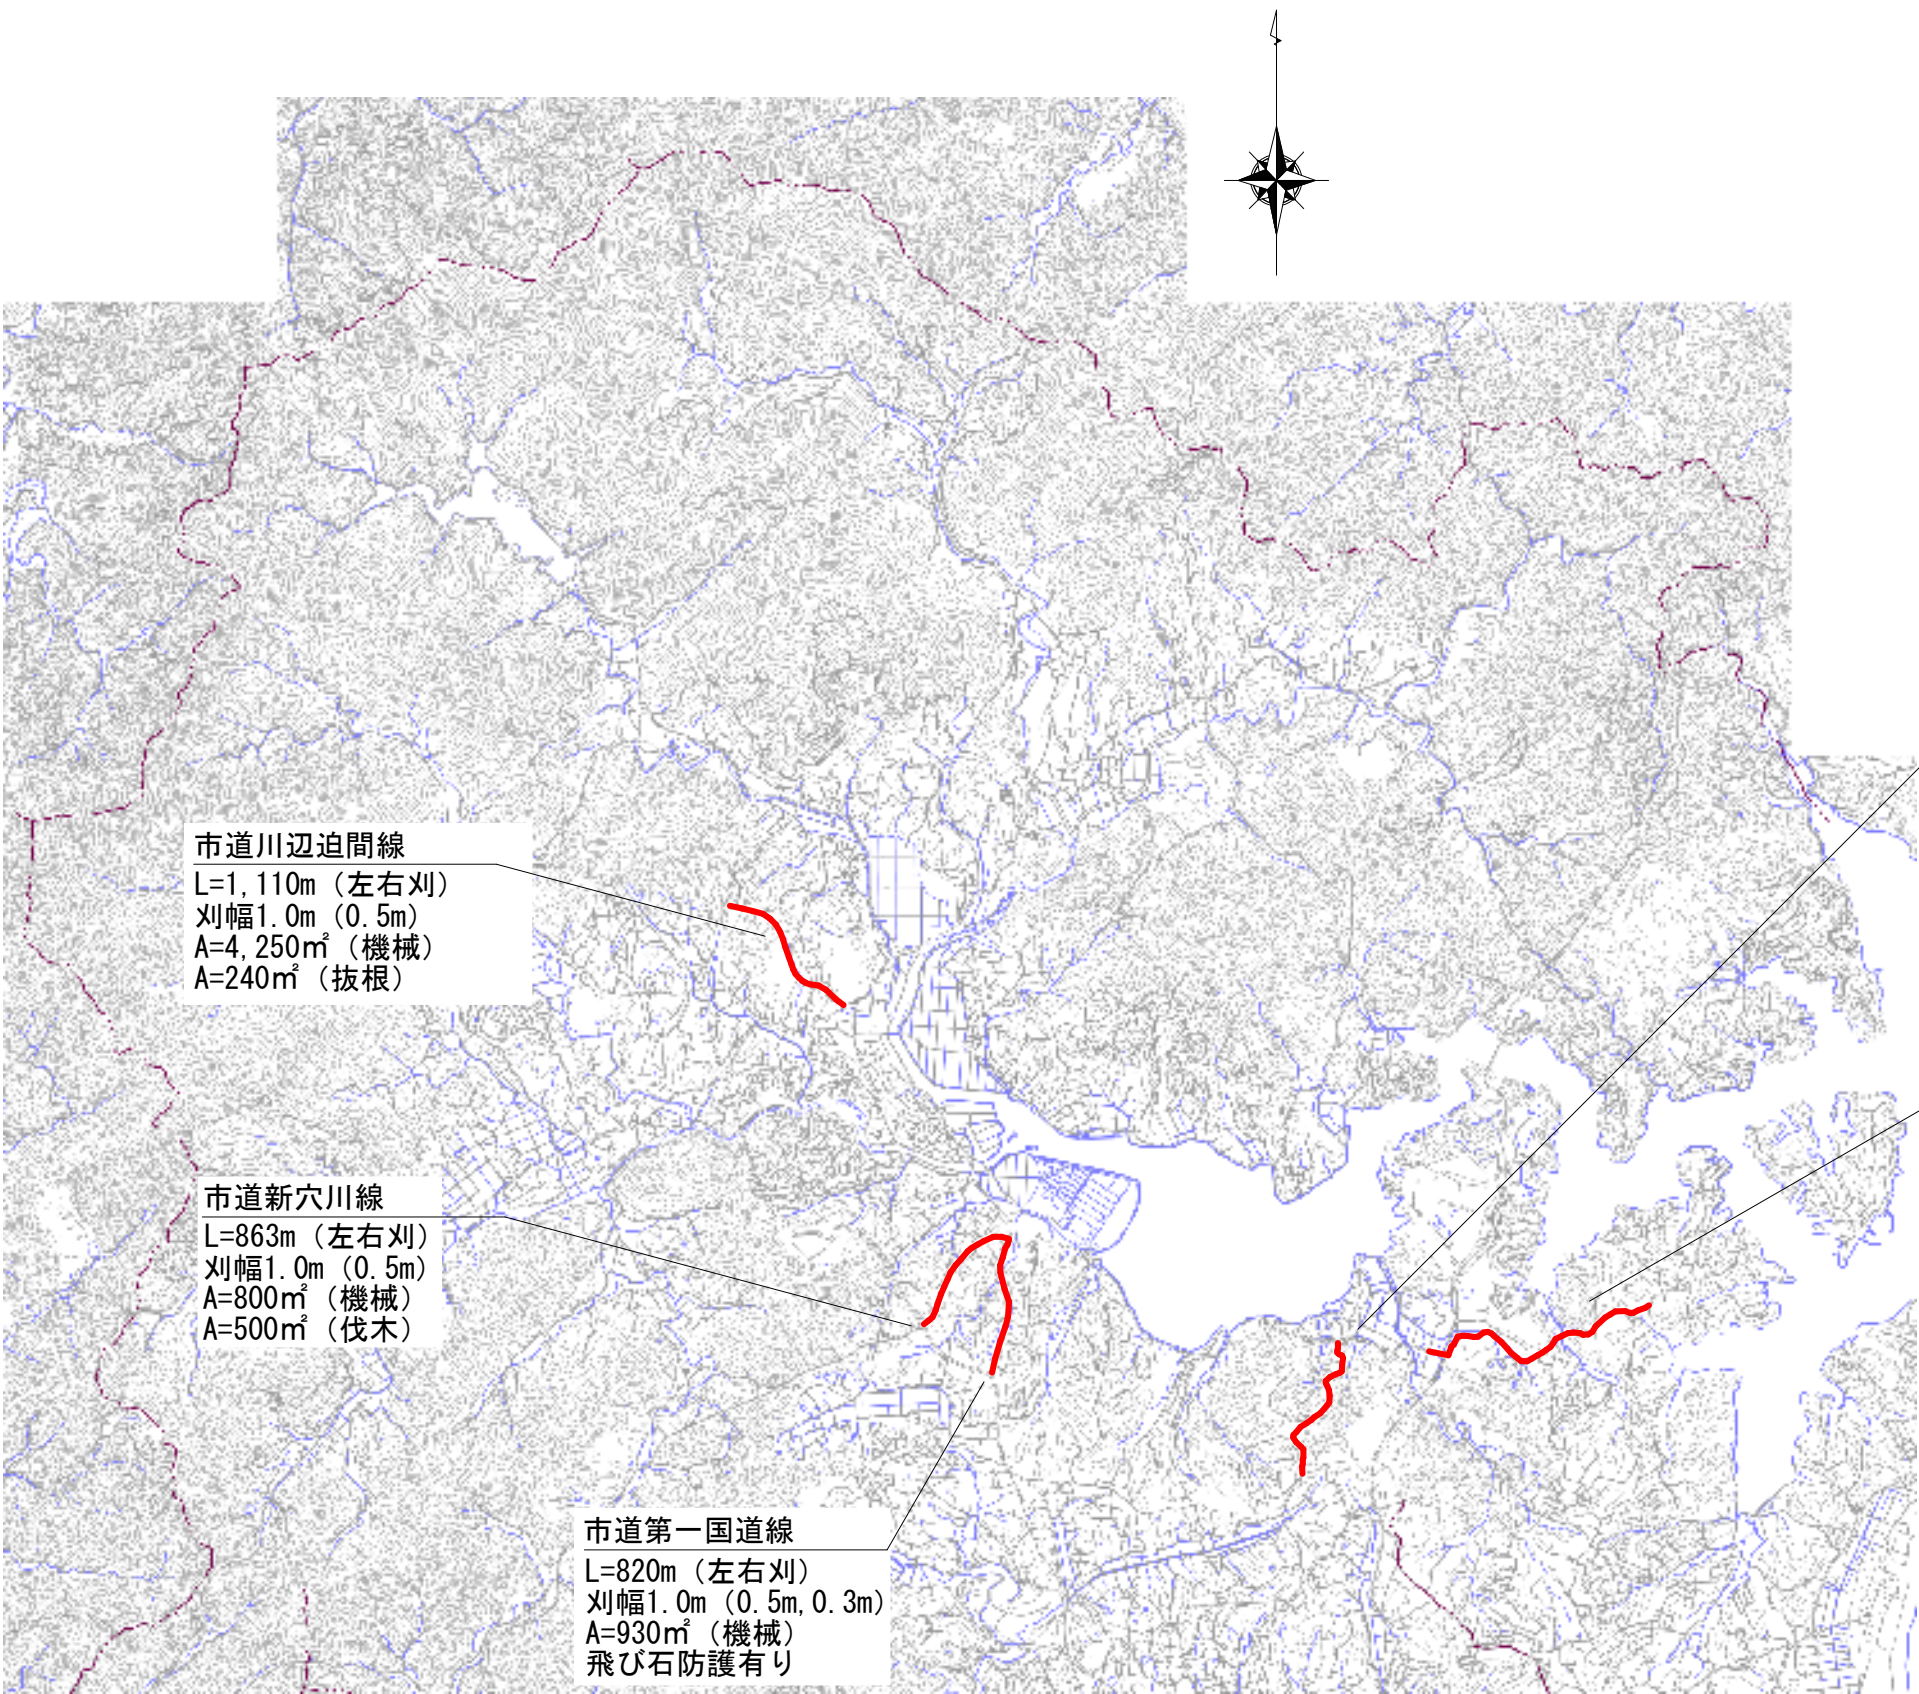 市道川辺迫間線
L=1,110m（左右刈）
刈幅1.0m（0.5m）
A=4,250㎡（機械）
A=240㎡（抜根）
市道新穴川線
L=863m（左右刈）
刈幅1.0m（0.5m）
A=800㎡（機械）
A=500㎡（伐木）
市道第一国道線
L=820m（左右刈）
刈幅1.0m（0.5m,0.3m）
A=930㎡（機械）
飛び石防護有り